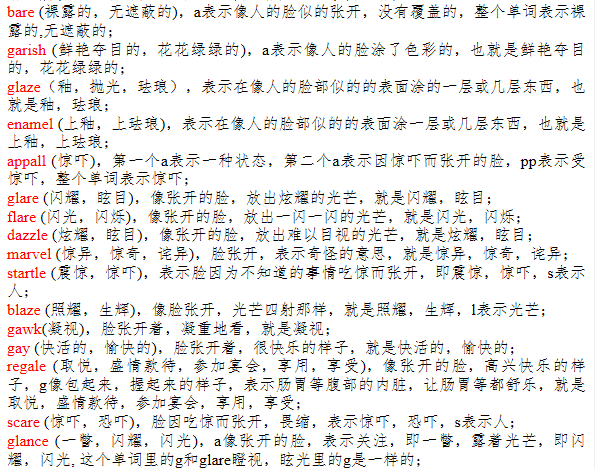 bare (裸露的，无遮蔽的)，a表示像人的脸似的张开，没有覆盖的，整个单词表示裸
露的,无遮蔽的；
garish (鲜艳夺目的，花花绿绿的)，a表示像人的脸涂了色彩的，也就是鲜艳夺目
的，花花绿绿的；
glaze（釉，抛光，珐琅），表示在像人的脸部似的的表面涂的一层或几层东西，也
就是釉，珐琅；
enamel (上釉，上珐琅)，表示在像人的脸部似的的表面涂一层或几层东西，也就是
上釉，上珐琅；
appall (惊吓)，第一个a表示一种状态，第二个a表示因惊吓而张开的脸，pp表示受
惊吓，整个单词表示惊吓；
glare (闪耀，眩目)，像张开的脸，放出炫耀的光芒，就是闪耀，眩目；
flare (闪光，闪烁)，像张开的脸，放出一闪一闪的光芒，就是闪光，闪烁；
dazzle (炫耀，眩目)，像张开的脸，放出难以目视的光芒，就是炫耀，眩目；
marvel (惊异，惊奇，诧异)，脸张开，表示奇怪的意思，就是惊异，惊奇，诧异；
startle (震惊，惊吓)，表示脸因为不知道的事情吃惊而张开，即震惊，惊吓，s表示
人；
blaze (照耀，生辉)，像脸张开，光芒四射那样，就是照耀，生辉，l表示光芒；
gawk(凝视)，脸张开着，凝重地看，就是凝视；
gay (快活的，愉快的)，脸张开着，很快乐的样子，就是快活的，愉快的；
regale (取悦，盛情款待，参加宴会，享用，享受)，像张开的脸，高兴快乐的样
子，g像包起来，握起来的样子，表示肠胃等腹部的内脏，让肠胃等都舒乐，就是
取悦，盛情款待，参加宴会，享用，享受；
scare (惊吓，恐吓)，脸因吃惊而张开，畏缩，表示惊吓，恐吓，s表示人；
glance (一瞥，闪耀，闪光)，a像张开的脸，表示关注，即一瞥，露着光芒，即闪
耀，闪光,这个单词里的g和glare瞪视，眩光里的g是一样的；